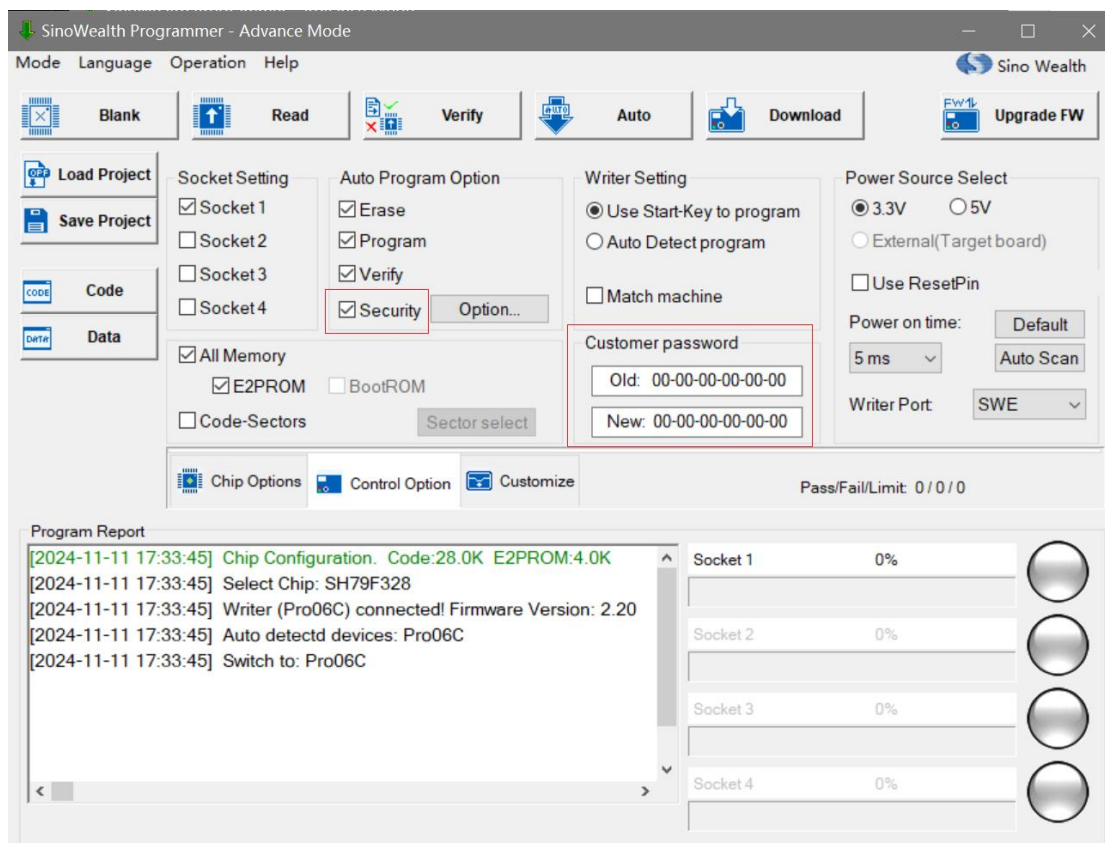 SinoWealth Programmer - Advance Mode
Mode Language Operation Help
Sino Wealth
Blank Read Verify Auto Download Upgrade FW
Load Project
Save Project
Code
Data
Socket Setting
Socket 1
Socket 2
Socket 3
Socket 4
Auto Program Option
Erase
Program
Verify
Security Option...
All Memory
E2PROM BootROM
Code-Sectors Sector select
Writer Setting
Use Start-Key to program
Auto Detect program
Match machine
Customer password
Old: 00-00-00-00-00-00
New: 00-00-00-00-00-00
Power Source Select
3.3V 5V
External(Target board)
Use ResetPin
Power on time: Default
5 ms Auto Scan
Writer Port: SWE
Chip Options Control Option Customize
Pass/Fail/Limit: 0 / 0 / 0
Program Report
[2024-11-11 17:33:45] Chip Configuration. Code:28.0K E2PROM:4.0K
[2024-11-11 17:33:45] Select Chip: SH79F328
[2024-11-11 17:33:45] Writer (Pro06C) connected! Firmware Version: 2.20
[2024-11-11 17:33:45] Auto detectd devices: Pro06C
[2024-11-11 17:33:45] Switch to: Pro06C
Socket 1 0%
Socket 2 0%
Socket 3 0%
Socket 4 0%